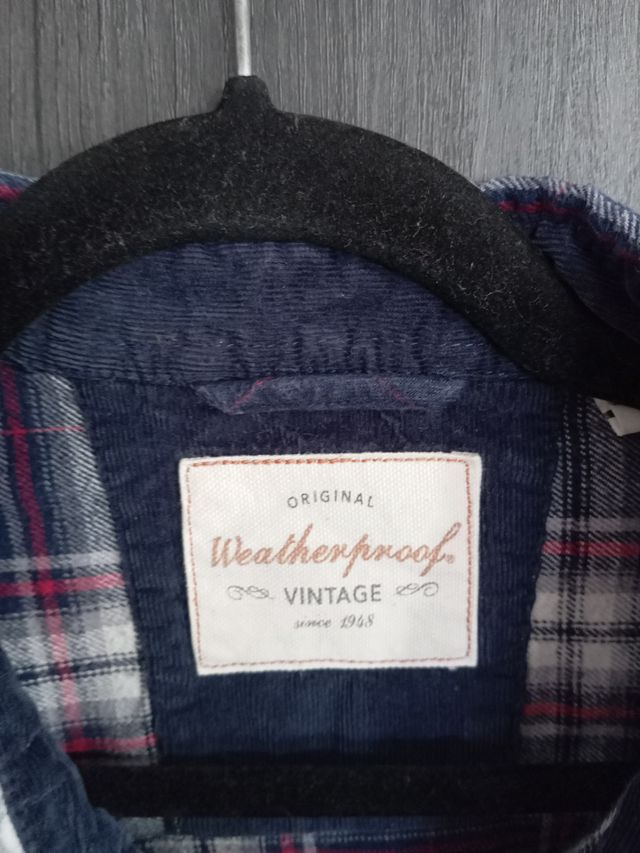 ORIGINAL
Weatherproof®
VINTAGE
since 1948